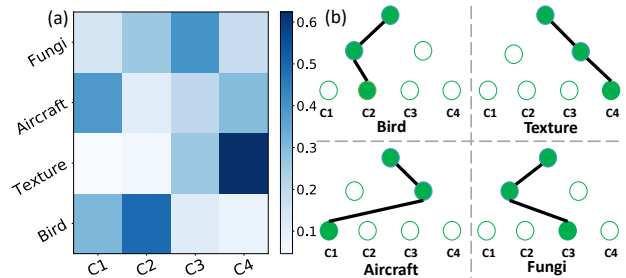 (a)
Fungi
Aircraft
Texture
Bird
C1 C2 C3 C4
0.6
0.5
0.4
0.3
0.2
0.1
(b)
C1 C2 C3 C4
Bird
C1 C2 C3 C4
Texture
C1 C2 C3 C4
Aircraft
C1 C2 C3 C4
Fungi